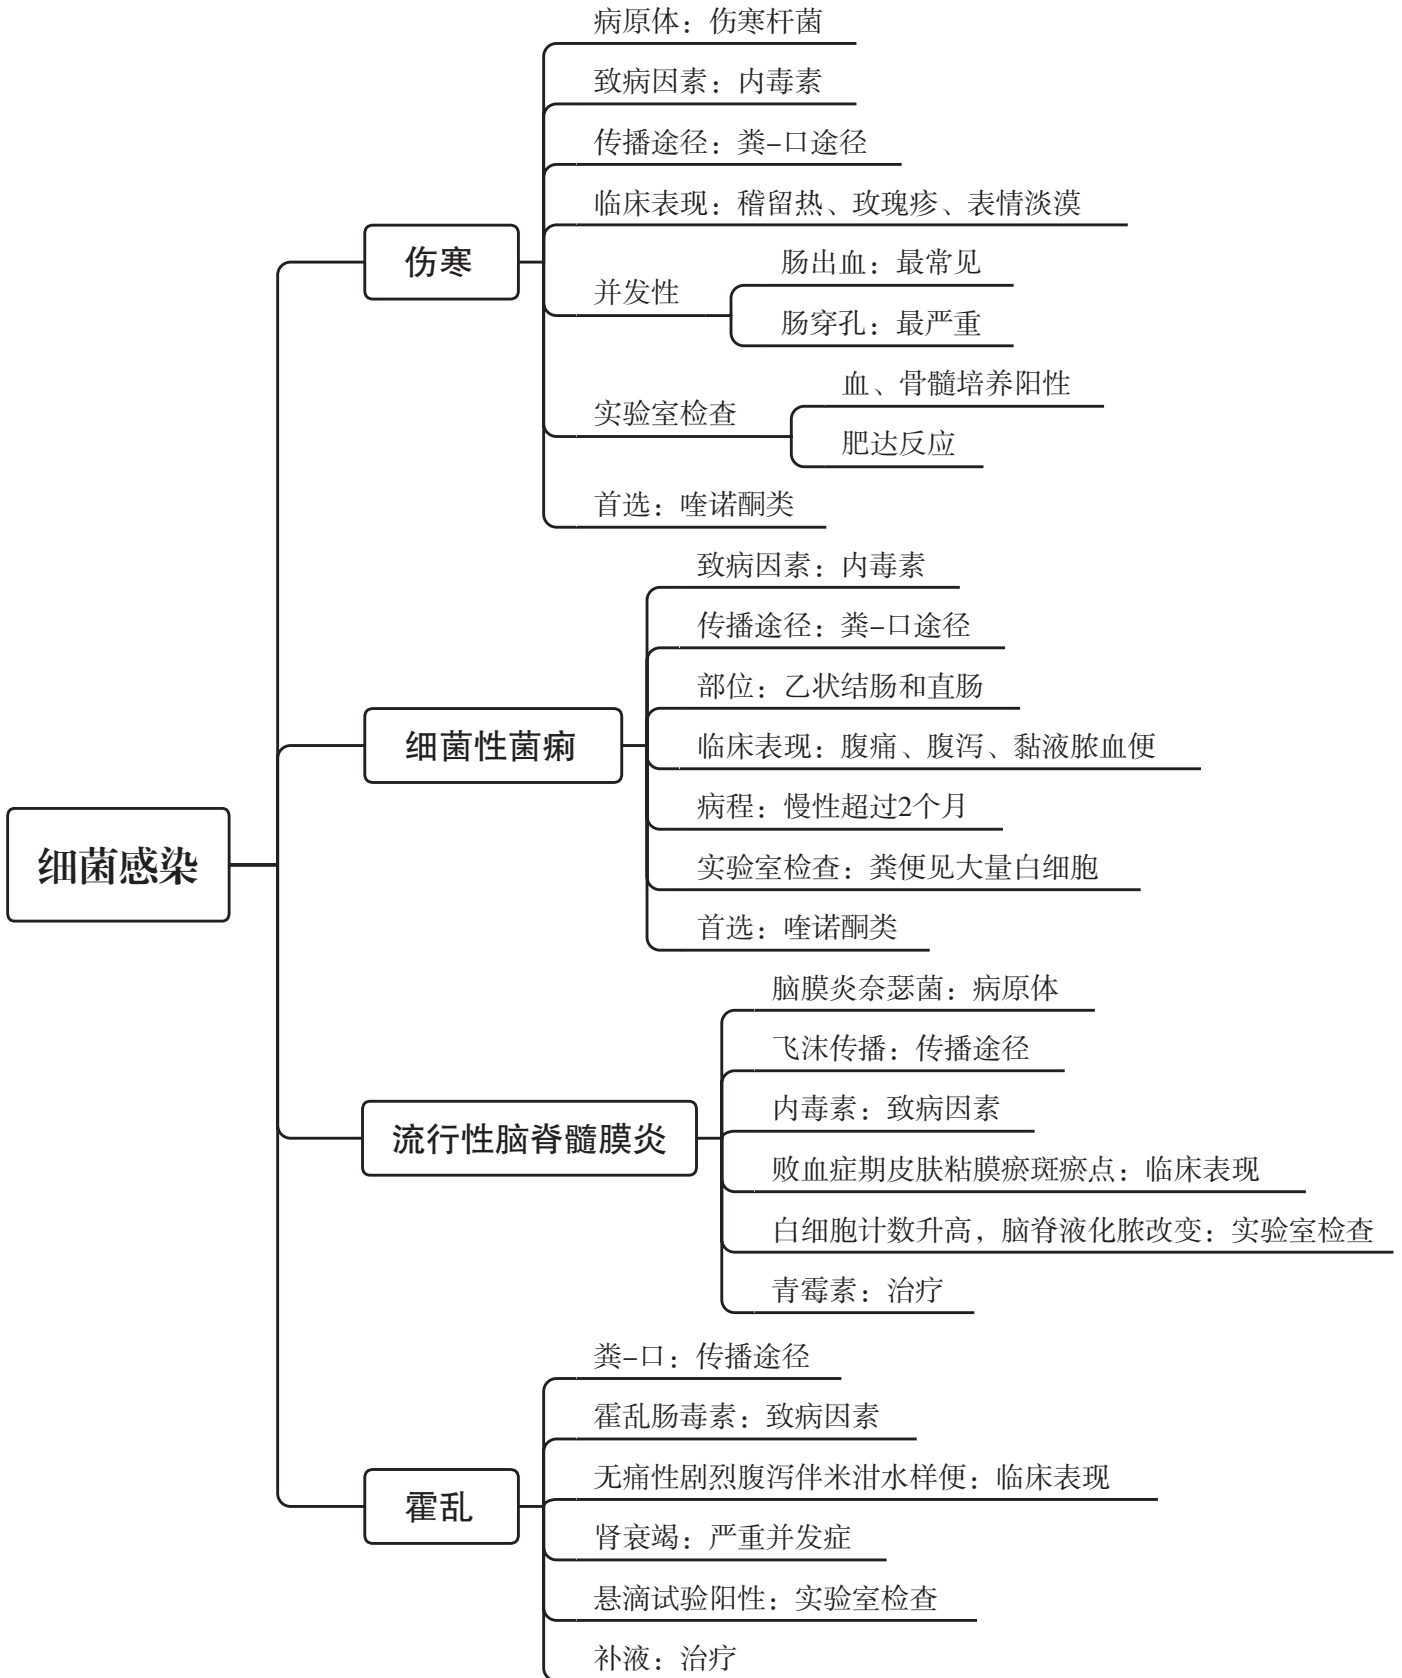 细菌感染
伤寒
病原体：伤寒杆菌
致病因素：内毒素
传播途径：粪–口途径
临床表现：稽留热、玫瑰疹、表情淡漠
并发性
肠出血：最常见
肠穿孔：最严重
实验室检查
血、骨髓培养阳性
肥达反应
首选：喹诺酮类
细菌性菌痢
致病因素：内毒素
传播途径：粪–口途径
部位：乙状结肠和直肠
临床表现：腹痛、腹泻、黏液脓血便
病程：慢性超过2个月
实验室检查：粪便见大量白细胞
首选：喹诺酮类
流行性脑脊髓膜炎
脑膜炎奈瑟菌：病原体
飞沫传播：传播途径
内毒素：致病因素
败血症期皮肤粘膜瘀斑瘀点：临床表现
白细胞计数升高，脑脊液化脓改变：实验室检查
青霉素：治疗
霍乱
粪–口：传播途径
霍乱肠毒素：致病因素
无痛性剧烈腹泻伴米泔水样便：临床表现
肾衰竭：严重并发症
悬滴试验阳性：实验室检查
补液：治疗